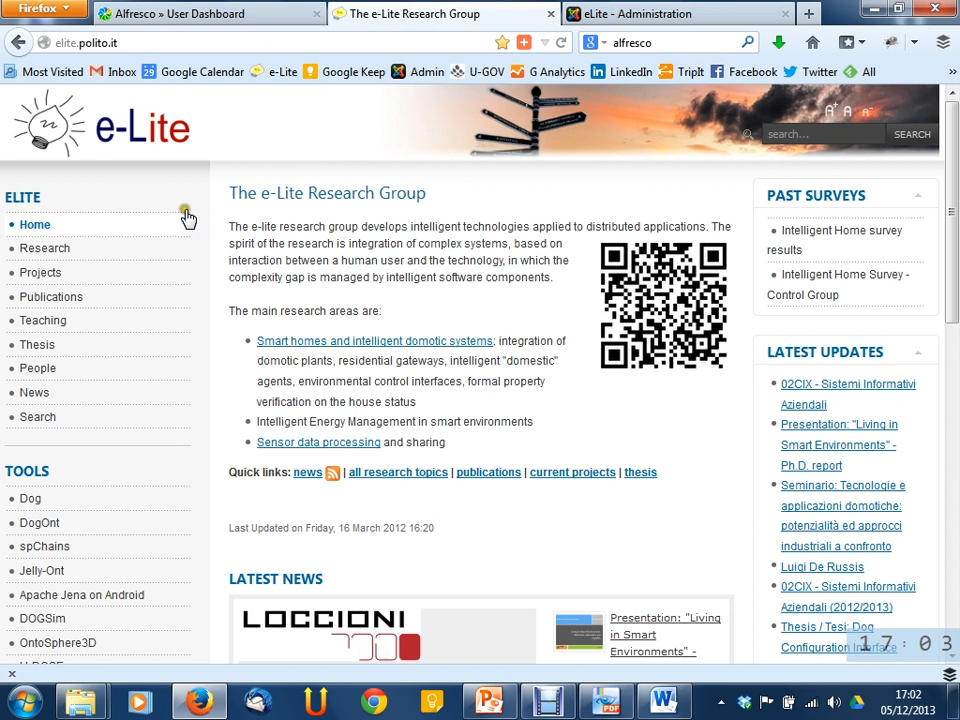 Firefox
Alfresco » User Dashboard
The e-Lite Research Group
eLite - Administration
elite.polito.it
alfresco
Most Visited
Inbox
Google Calendar
e-Lite
Google Keep
Admin
U-GOV
G Analytics
LinkedIn
TripIt
Facebook
Twitter
All
e-Lite
A+ A A-
search...
SEARCH
ELITE
Home
Research
Projects
Publications
Teaching
Thesis
People
News
Search
TOOLS
Dog
DogOnt
spChains
Jelly-Ont
Apache Jena on Android
DOGSim
OntoSphere3D
The e-Lite Research Group
The e-lite research group develops intelligent technologies applied to distributed applications. The
spirit of the research is integration of complex systems, based on
interaction between a human user and the technology, in which the
complexity gap is managed by intelligent software components.
The main research areas are:
Smart homes and intelligent domotic systems: integration of
domotic plants, residential gateways, intelligent "domestic"
agents, environmental control interfaces, formal property
verification on the house status
Intelligent Energy Management in smart environments
Sensor data processing and sharing
Quick links: news | all research topics | publications | current projects | thesis
Last Updated on Friday, 16 March 2012 16:20
LATEST NEWS
LOCCIONI
Presentation: "Living
in Smart
Environments" -
PAST SURVEYS
Intelligent Home survey
results
Intelligent Home Survey -
Control Group
LATEST UPDATES
02CIX - Sistemi Informativi
Aziendali
Presentation: "Living in
Smart Environments" -
Ph.D. report
Seminario: Tecnologie e
applicazioni domotiche:
potenzialità ed approcci
industriali a confronto
Luigi De Russis
02CIX - Sistemi Informativi
Aziendali (2012/2013)
Thesis / Tesi: Dog
Configuration Interface
17:03
17:02
05/12/2013